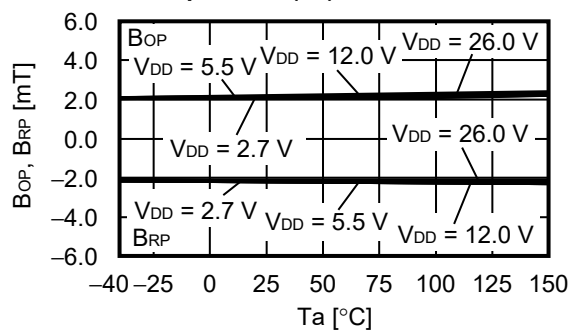 6.0
4.0
2.0
0.0
−2.0
−4.0
−6.0
BOP, BRP [mT]
BOP
VDD = 12.0 V
VDD = 26.0 V
VDD = 5.5 V
VDD = 2.7 V
VDD = 26.0 V
VDD = 2.7 V
VDD = 5.5 V
VDD = 12.0 V
BRP
−40 −25 0 25 50 75 100 125 150
Ta [°C]